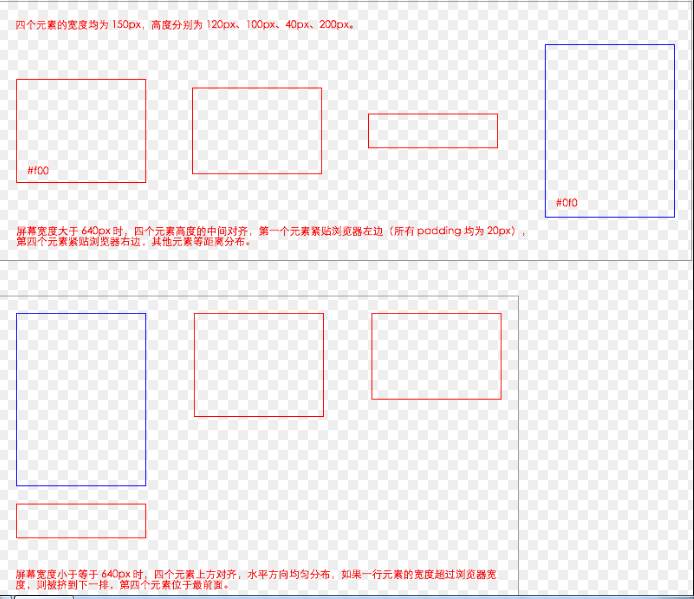 四个元素的宽度均为 150px，高度分别为 120px、100px、40px、200px。
#f00
#0f0
屏幕宽度大于 640px 时，四个元素高度的中间对齐，第一个元素紧贴浏览器左边（所有 padding 均为 20px），
第四个元素紧贴浏览器右边，其他元素等距离分布。
屏幕宽度小于等于 640px 时，四个元素上方对齐，水平方向均匀分布，如果一行元素的宽度超过浏览器宽
度，则被挤到下一排，第四个元素位于最前面。